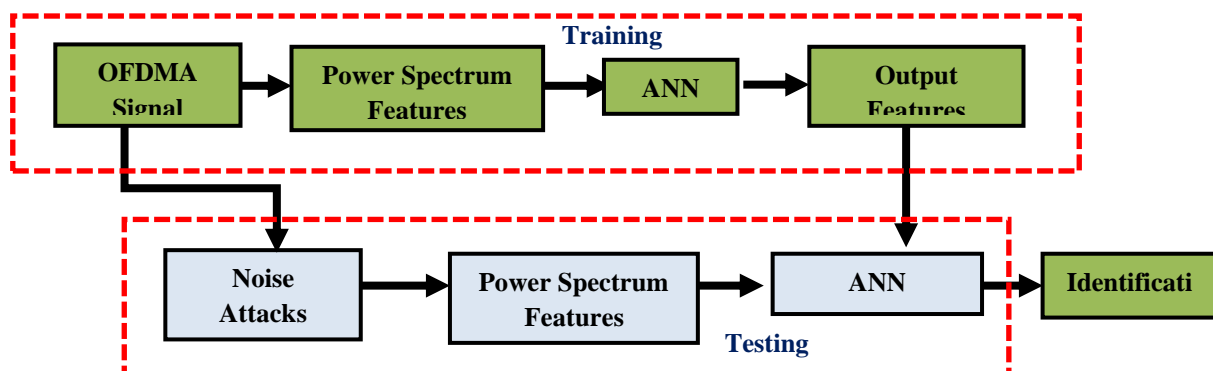 Training
OFDMA
Signal
Power Spectrum
Features
ANN
Output
Features
Noise
Attacks
Power Spectrum
Features
ANN
Identificati
Testing